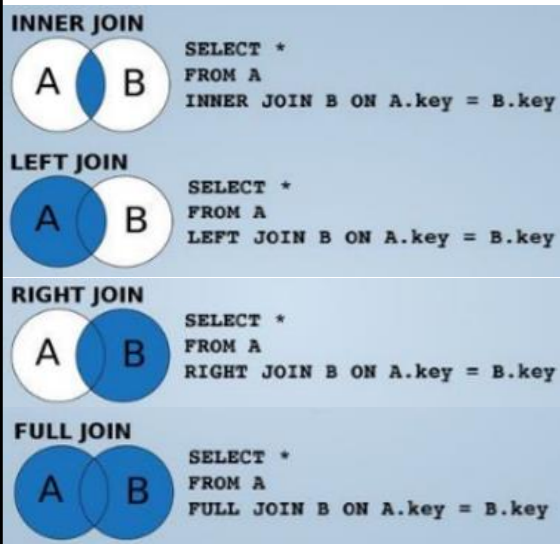 INNER JOIN
A B
SELECT *
FROM A
INNER JOIN B ON A.key = B.key
LEFT JOIN
A B
SELECT *
FROM A
LEFT JOIN B ON A.key = B.key
RIGHT JOIN
A B
SELECT *
FROM A
RIGHT JOIN B ON A.key = B.key
FULL JOIN
A B
SELECT *
FROM A
FULL JOIN B ON A.key = B.key